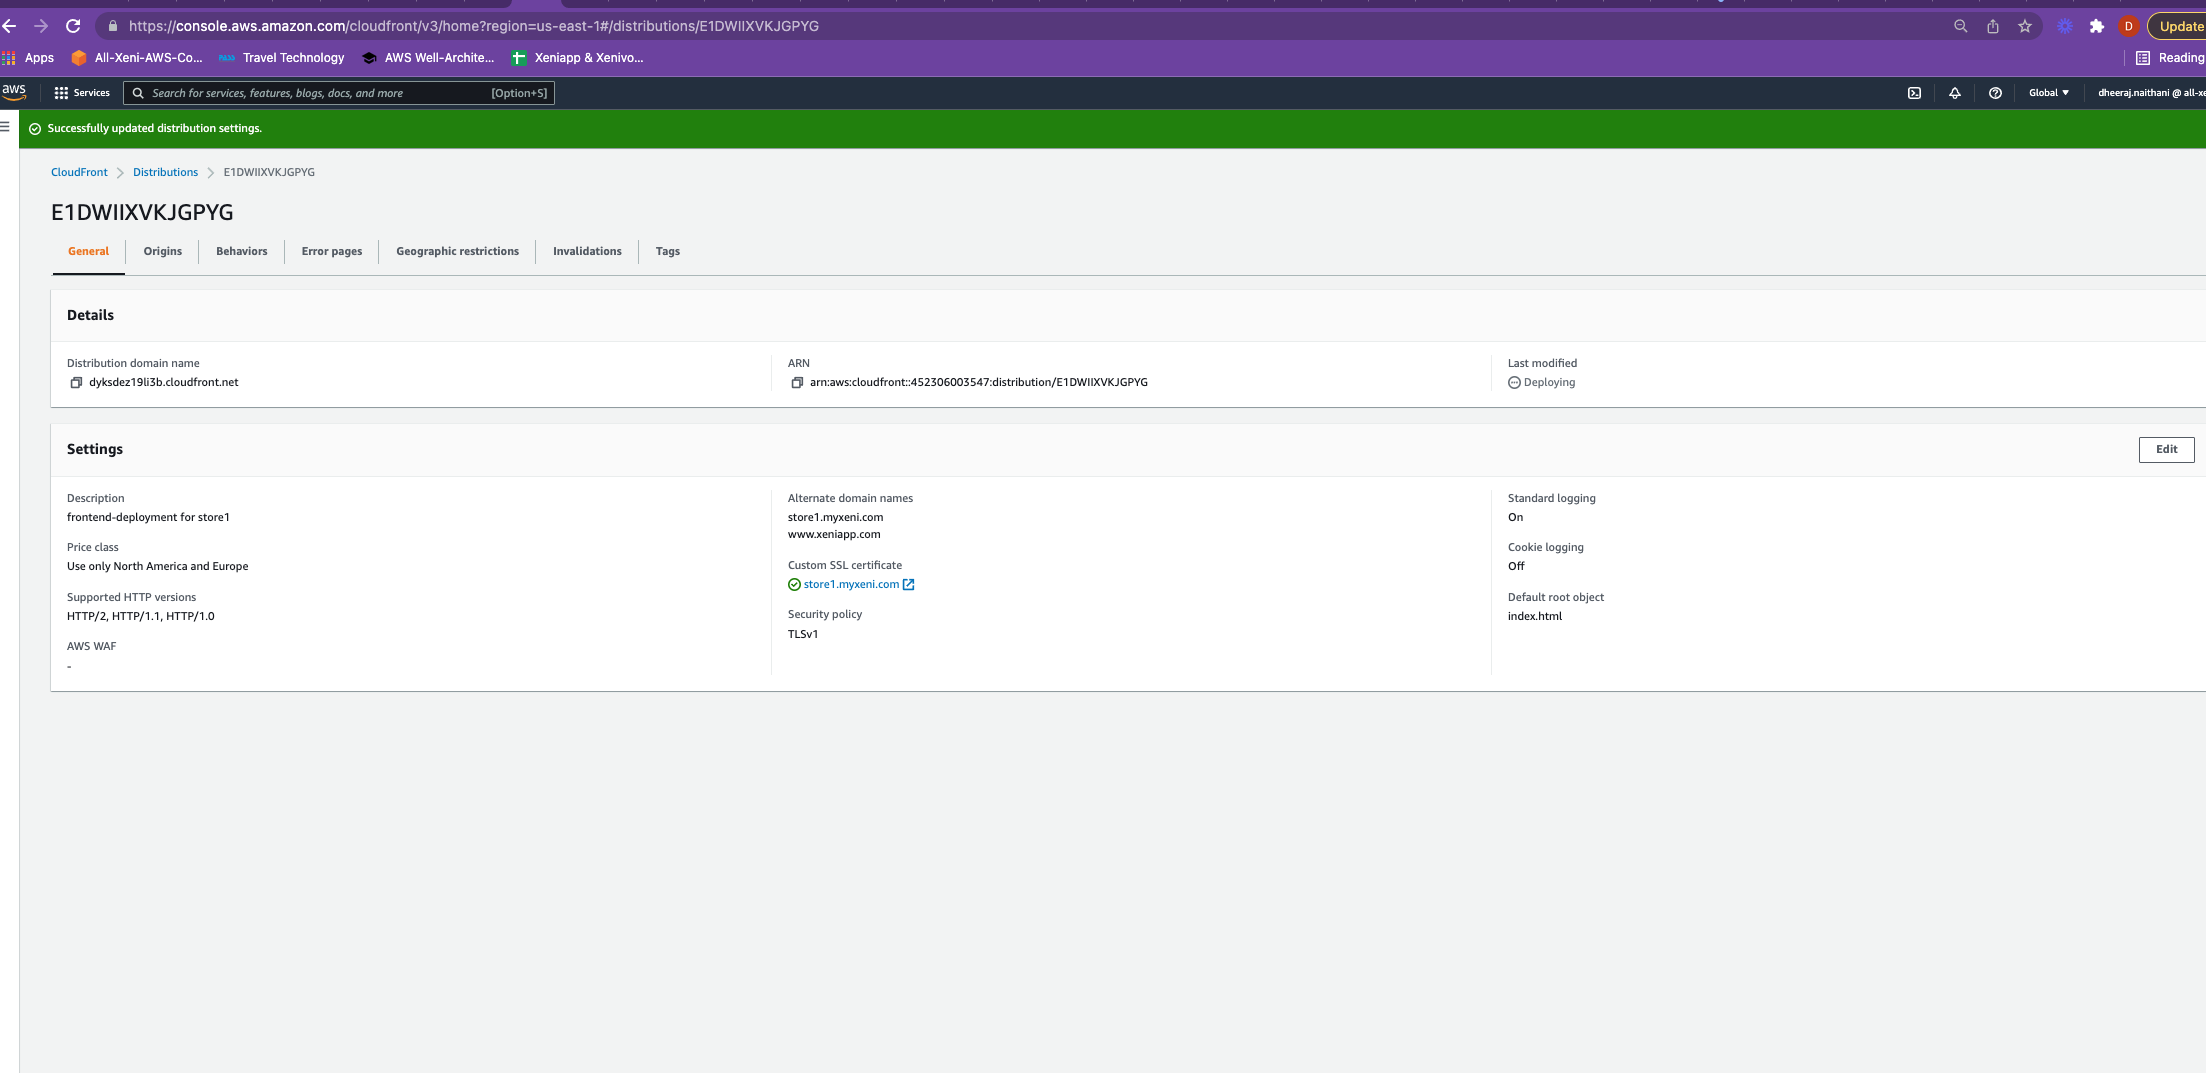 https://console.aws.amazon.com/cloudfront/v3/home?region=us-east-1#/distributions/E1DWIIXVKJGPYG
D
Update
Apps
All-Xeni-AWS-Co...
Travel Technology
AWS Well-Archite...
Xeniapp & Xenivo...
Reading
aws
Services
Search for services, features, blogs, docs, and more
[Option+S]
Global
dheeraj.naithani @ all-xe
Successfully updated distribution settings.
CloudFront
Distributions
E1DWIIXVKJGPYG
E1DWIIXVKJGPYG
General
Origins
Behaviors
Error pages
Geographic restrictions
Invalidations
Tags
Details
Distribution domain name
dyksdez19li3b.cloudfront.net
ARN
arn:aws:cloudfront::452306003547:distribution/E1DWIIXVKJGPYG
Last modified
Deploying
Settings
Edit
Description
frontend-deployment for store1
Price class
Use only North America and Europe
Supported HTTP versions
HTTP/2, HTTP/1.1, HTTP/1.0
AWS WAF
-
Alternate domain names
store1.myxeni.com
www.xeniapp.com
Custom SSL certificate
store1.myxeni.com
Security policy
TLSv1
Standard logging
On
Cookie logging
Off
Default root object
index.html